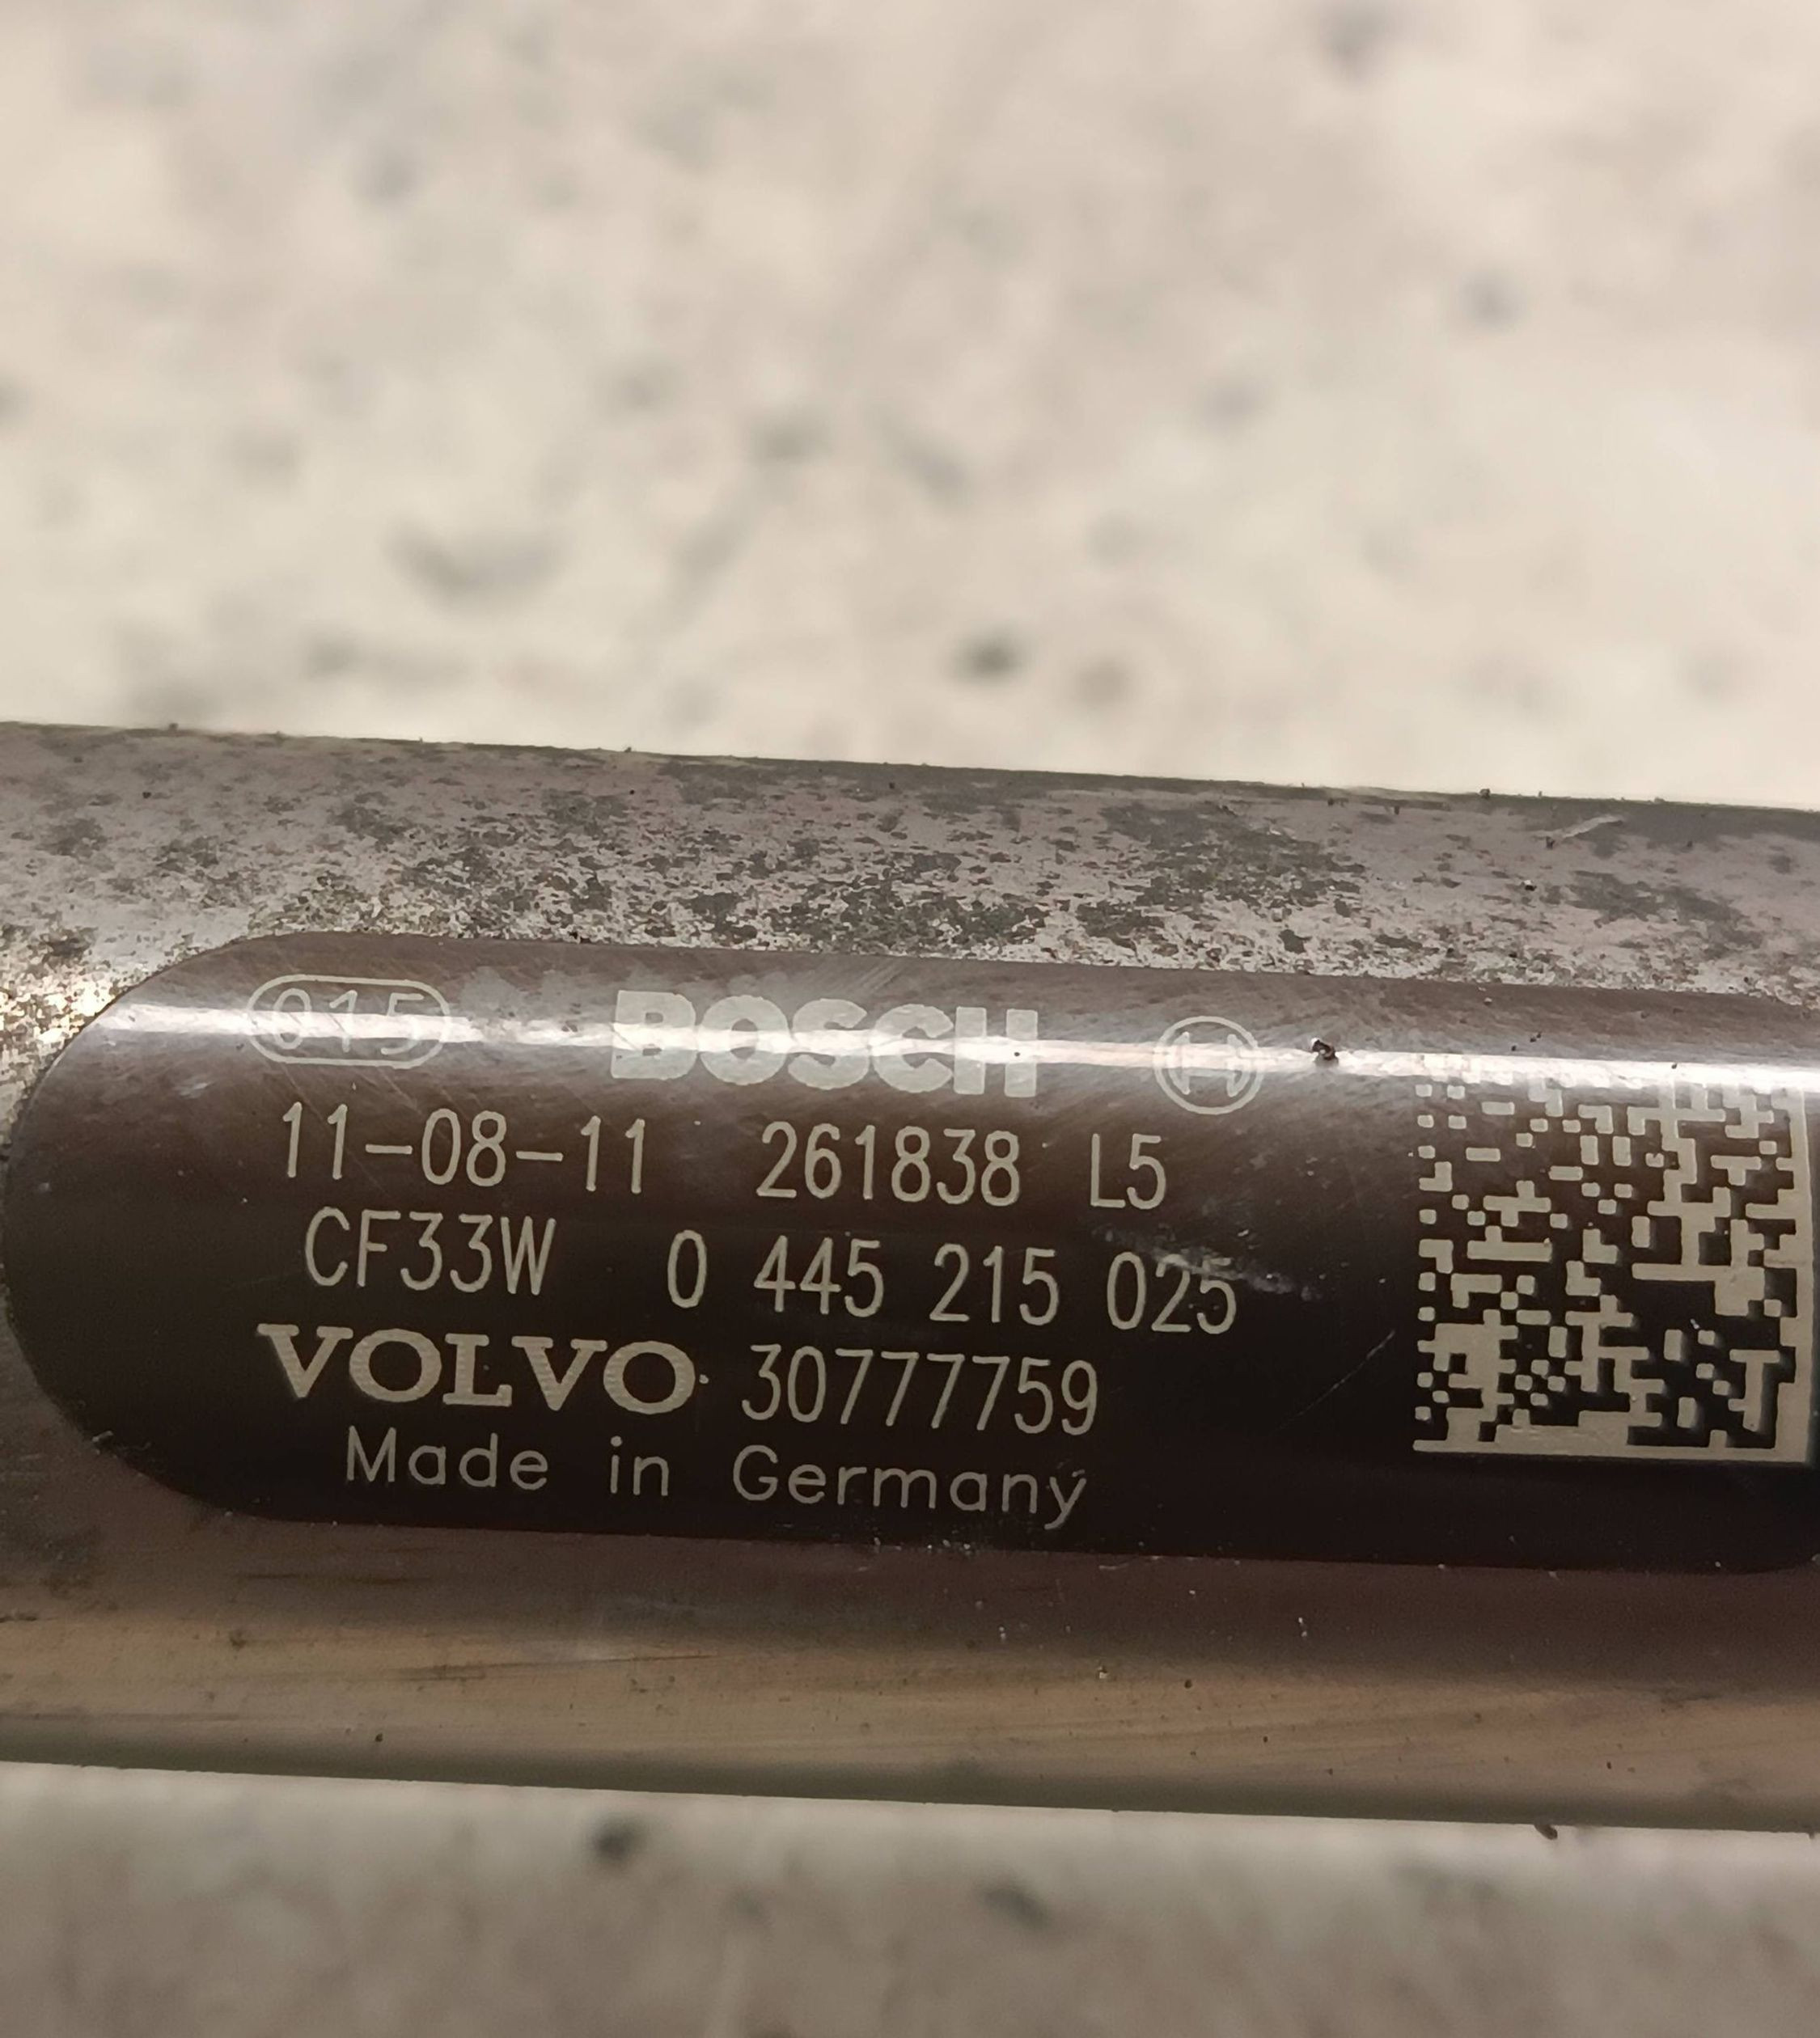 015 BOSCH
11-08-11 261838 L5
CF33W 0 445 215 025
VOLVO 30777759
Made in Germany